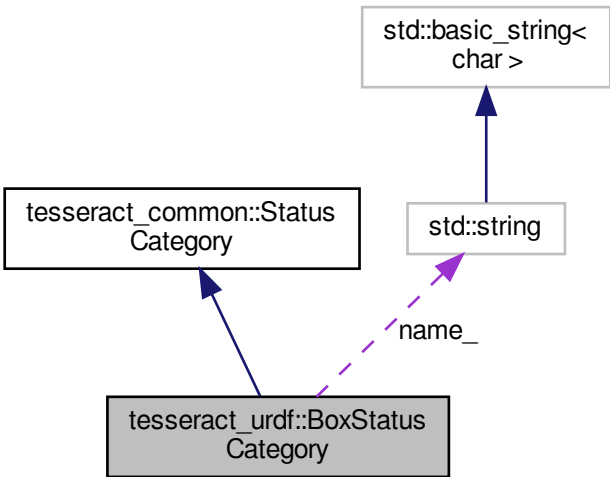 std::basic_string<
char >
tesseract_common::Status
Category
std::string
name_
tesseract_urdf::BoxStatus
Category